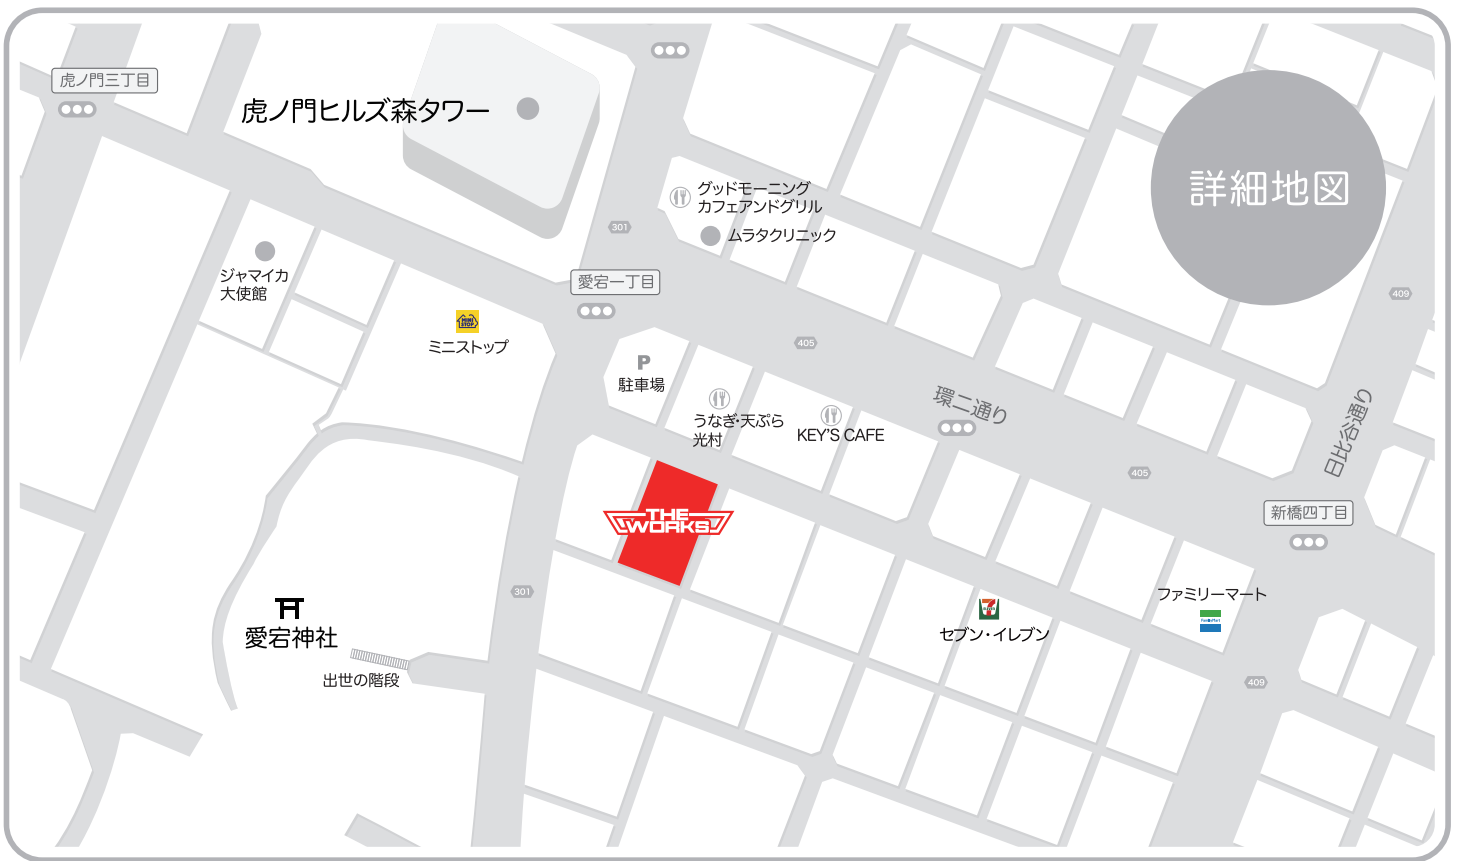 虎ノ門三丁目
虎ノ門ヒルズ森タワー
詳細地図
グッドモーニング
カフェアンドグリル
ムラタクリニック
301
ジャマイカ
大使館
愛宕一丁目
409
MINI
STOP
ミニストップ
405
P
駐車場
環二通り
日比谷通り
うなぎ・天ぷら
光村
KEY'S CAFE
405
新橋四丁目
THE
WORKS
301
ファミリーマート
FamilyMart
7
ELEVEn
セブン・イレブン
愛宕神社
出世の階段
409